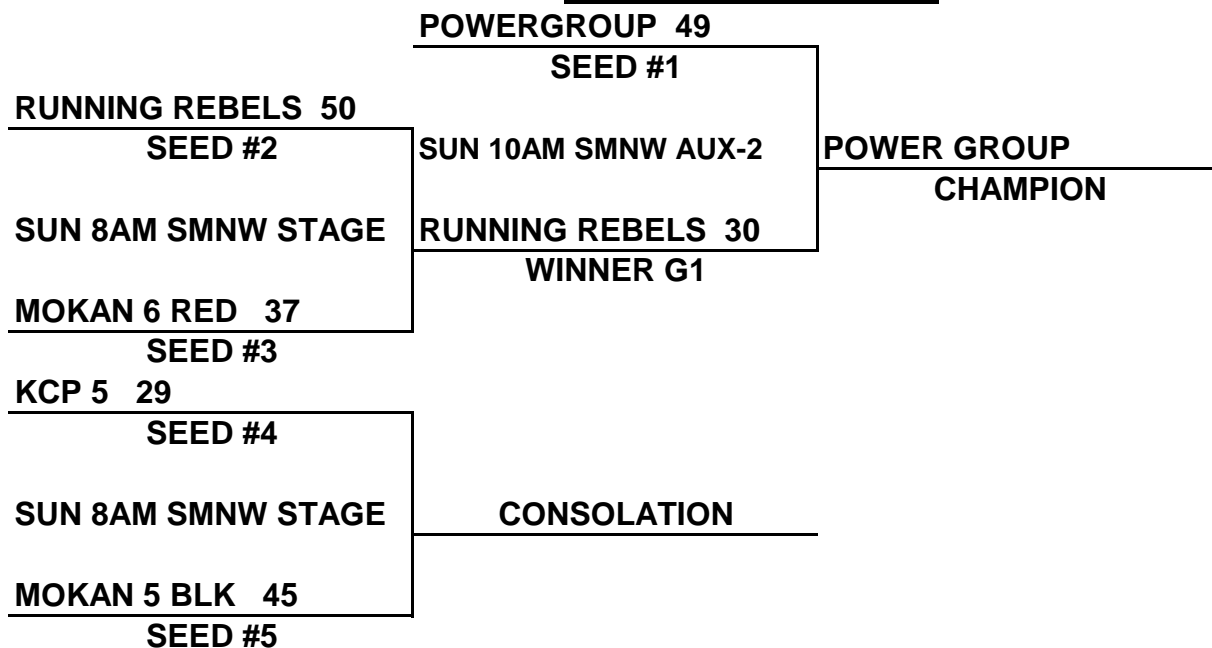 POWERGROUP 49
SEED #1
RUNNING REBELS 50
SEED #2
SUN 10AM SMNW AUX-2
POWER GROUP
CHAMPION
SUN 8AM SMNW STAGE
RUNNING REBELS 30
WINNER G1
MOKAN 6 RED 37
SEED #3
KCP 5 29
SEED #4
SUN 8AM SMNW STAGE
CONSOLATION
MOKAN 5 BLK 45
SEED #5